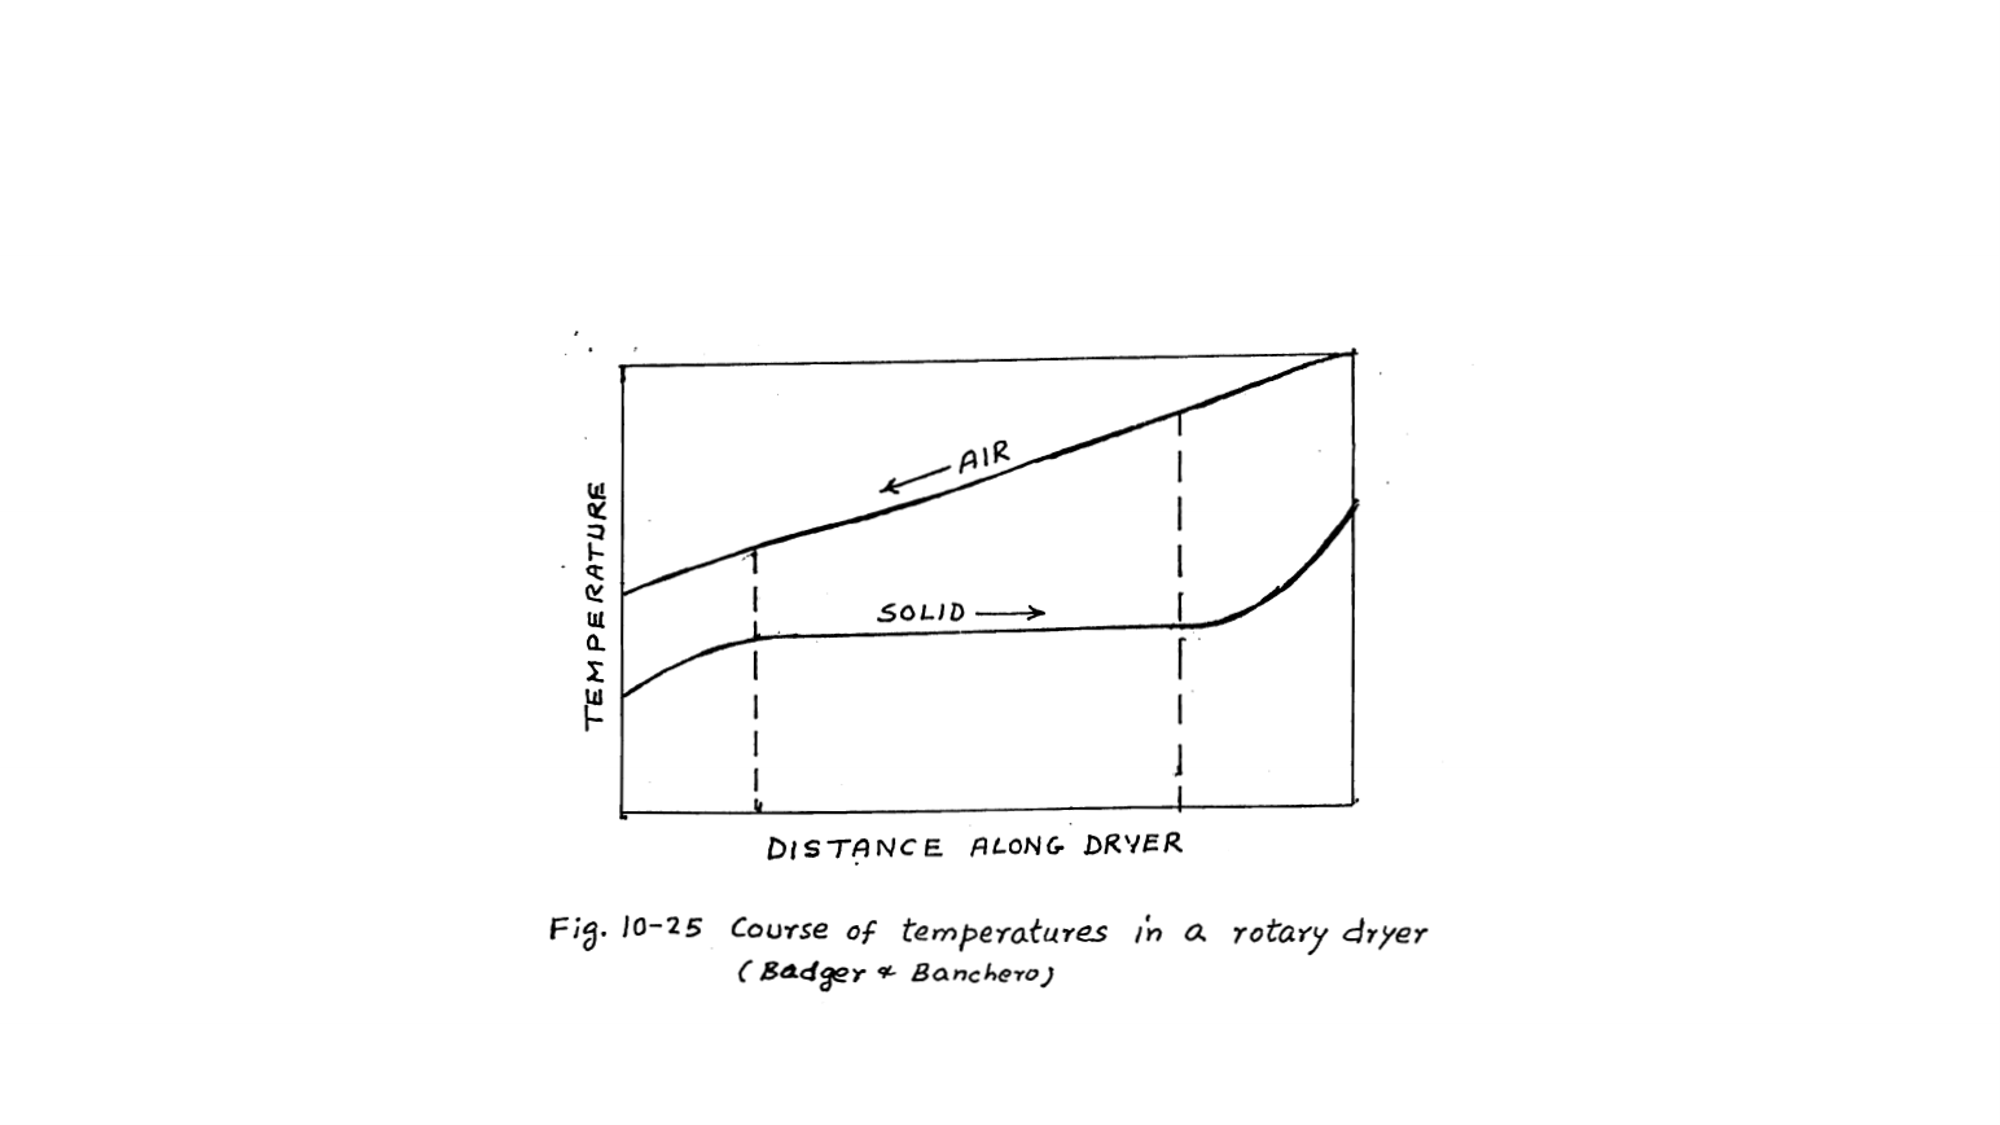 AIR
SOLID
TEMPERATURE
DISTANCE ALONG DRYER
Fig. 10-25 Course of temperatures in a rotary dryer
(Badger & Banchero)